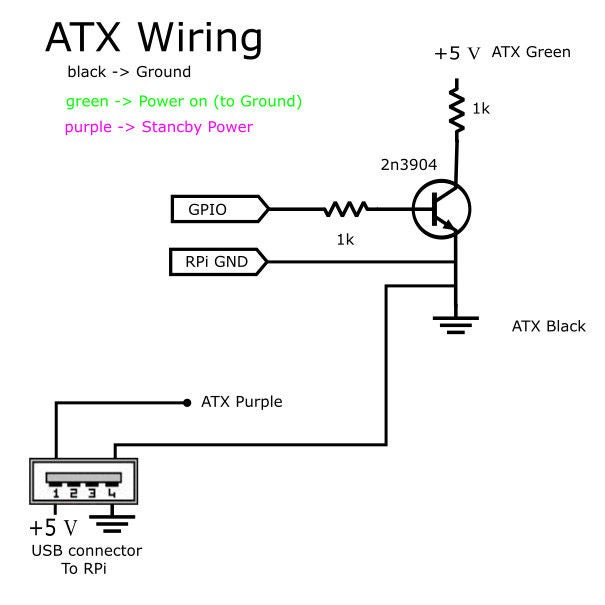 ATX Wiring
black -> Ground
green -> Power on (to Ground)
purple -> Stancby Power
+5 V ATX Green
1k
2n3904
GPIO
1k
RPi GND
ATX Black
ATX Purple
1 2 3 4
+5 V
USB connector
To RPi